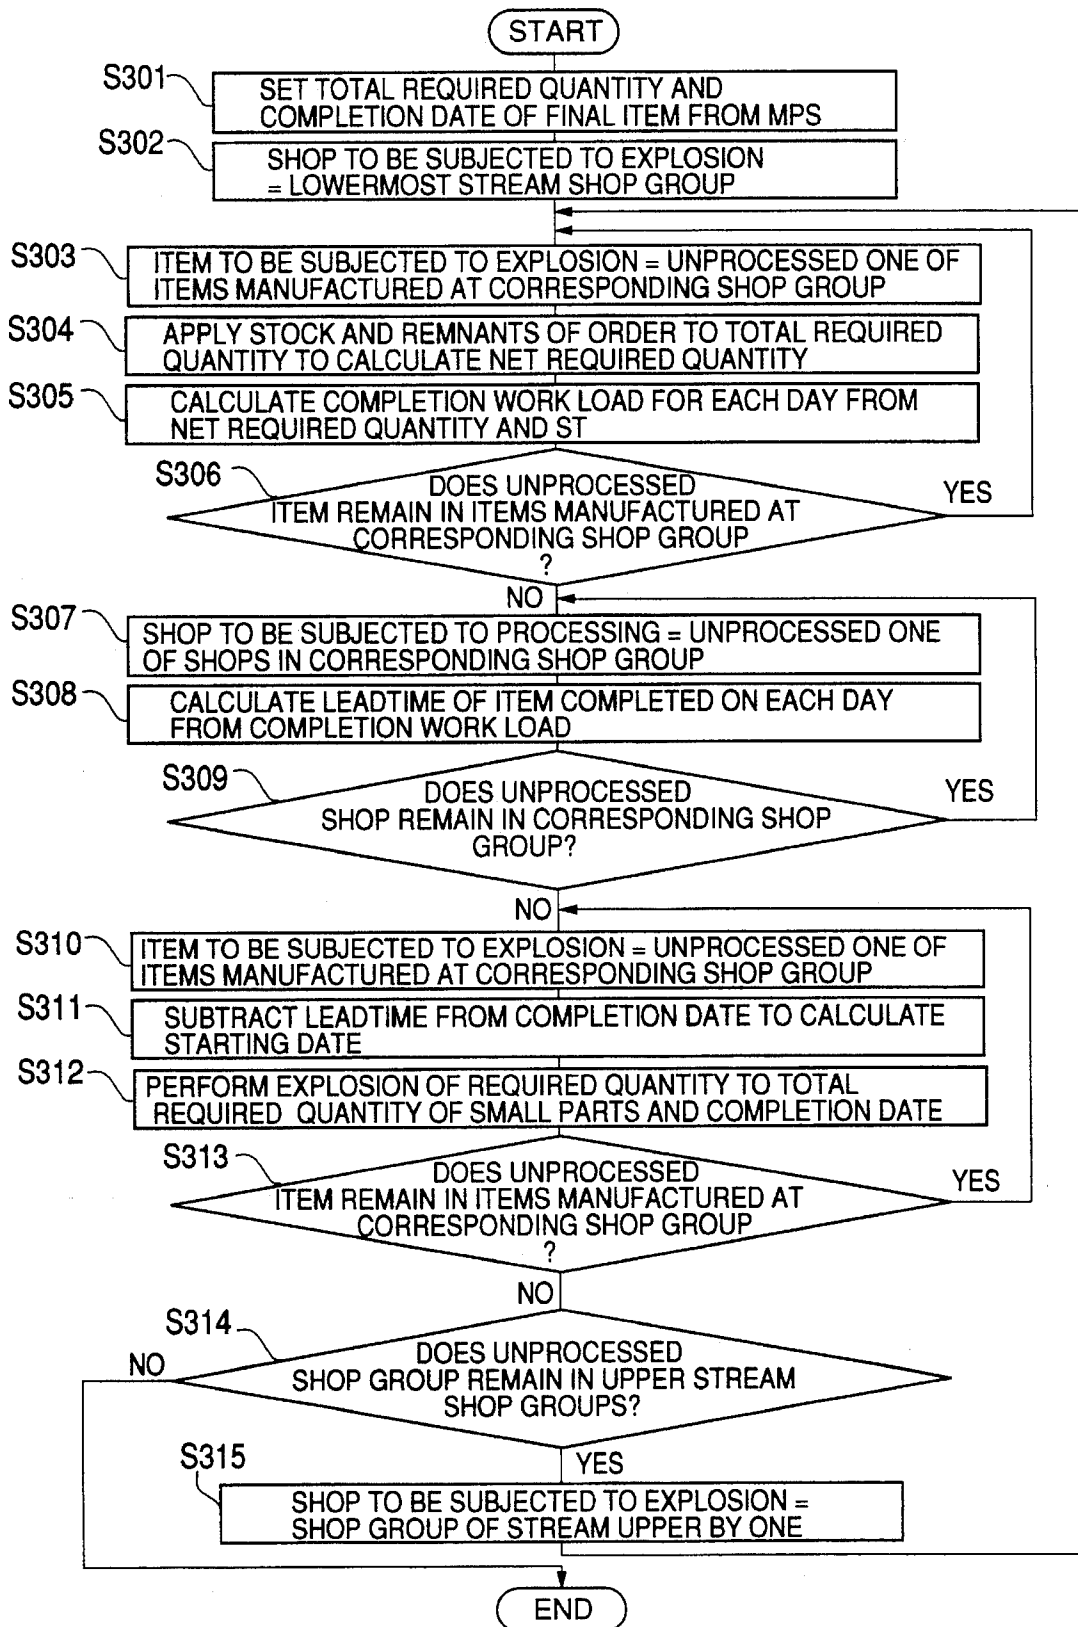 START
S301
SET TOTAL REQUIRED QUANTITY AND
COMPLETION DATE OF FINAL ITEM FROM MPS
S302
SHOP TO BE SUBJECTED TO EXPLOSION
= LOWERMOST STREAM SHOP GROUP
S303
ITEM TO BE SUBJECTED TO EXPLOSION = UNPROCESSED ONE OF
ITEMS MANUFACTURED AT CORRESPONDING SHOP GROUP
S304
APPLY STOCK AND REMNANTS OF ORDER TO TOTAL REQUIRED
QUANTITY TO CALCULATE NET REQUIRED QUANTITY
S305
CALCULATE COMPLETION WORK LOAD FOR EACH DAY FROM
NET REQUIRED QUANTITY AND ST
S306
DOES UNPROCESSED
ITEM REMAIN IN ITEMS MANUFACTURED AT
CORRESPONDING SHOP GROUP
?
YES
NO
S307
SHOP TO BE SUBJECTED TO PROCESSING = UNPROCESSED ONE
OF SHOPS IN CORRESPONDING SHOP GROUP
S308
CALCULATE LEADTIME OF ITEM COMPLETED ON EACH DAY
FROM COMPLETION WORK LOAD
S309
DOES UNPROCESSED
SHOP REMAIN IN CORRESPONDING SHOP
GROUP?
YES
NO
S310
ITEM TO BE SUBJECTED TO EXPLOSION = UNPROCESSED ONE OF
ITEMS MANUFACTURED AT CORRESPONDING SHOP GROUP
S311
SUBTRACT LEADTIME FROM COMPLETION DATE TO CALCULATE
STARTING DATE
S312
PERFORM EXPLOSION OF REQUIRED QUANTITY TO TOTAL
REQUIRED QUANTITY OF SMALL PARTS AND COMPLETION DATE
S313
DOES UNPROCESSED
ITEM REMAIN IN ITEMS MANUFACTURED AT
CORRESPONDING SHOP GROUP
?
YES
NO
S314
DOES UNPROCESSED
SHOP GROUP REMAIN IN UPPER STREAM
SHOP GROUPS?
NO
YES
S315
SHOP TO BE SUBJECTED TO EXPLOSION =
SHOP GROUP OF STREAM UPPER BY ONE
END